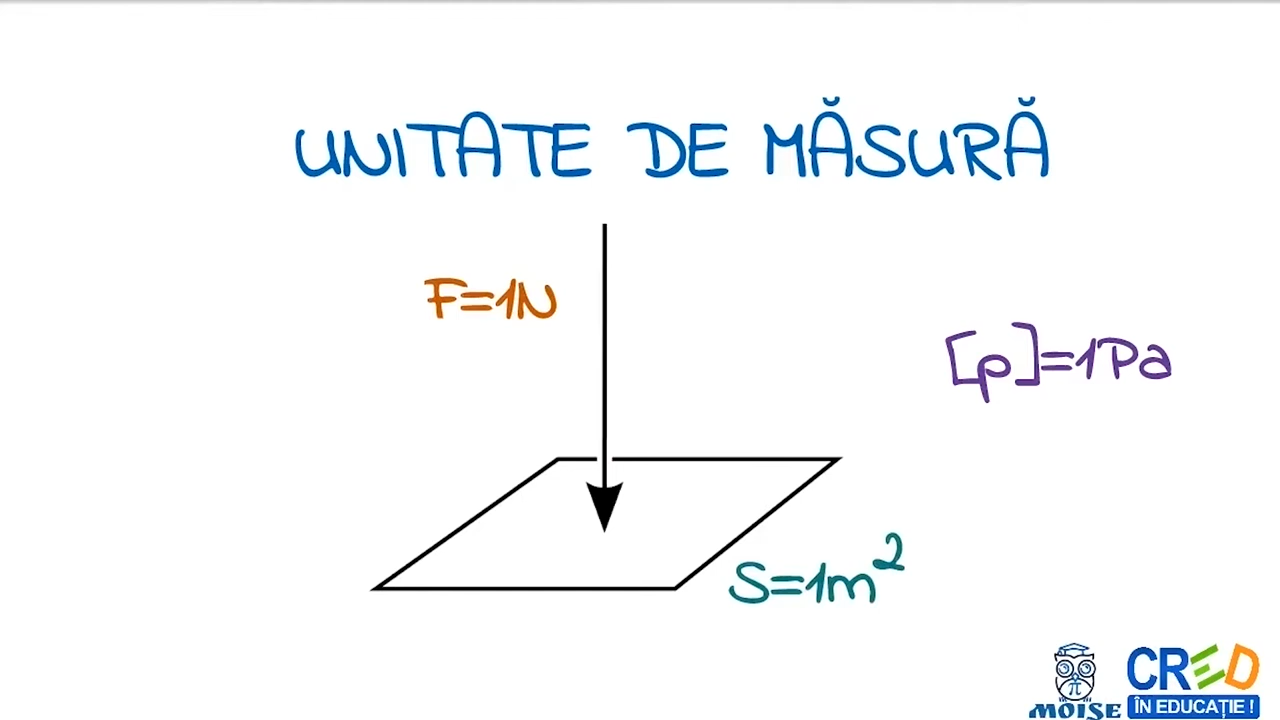 UNITATE DE MĂSURĂ
F=1N
[p]=1Pa
S=1m²
π
MOISE
CRED
ÎN EDUCAȚIE !